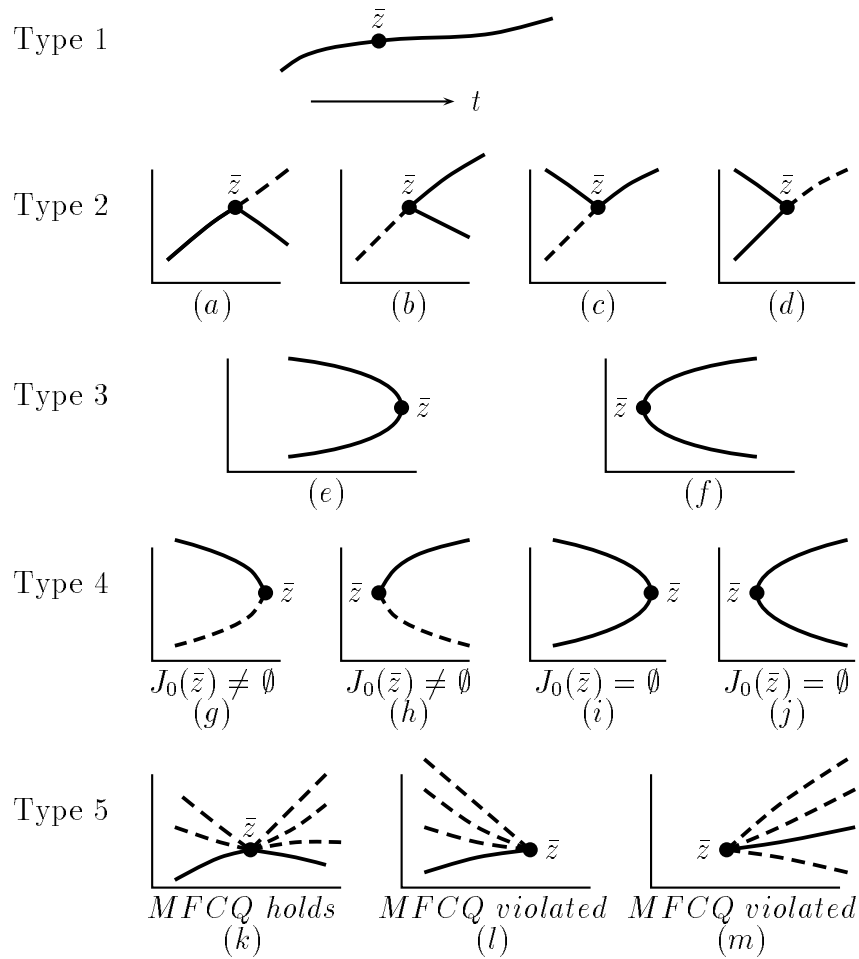 Type 1
z̄
t
Type 2
z̄ z̄ z̄ z̄
(a) (b) (c) (d)
Type 3
z̄ z̄
(e) (f)
Type 4
z̄ z̄ z̄ z̄
J₀(z̄) ≠ ∅ J₀(z̄) ≠ ∅ J₀(z̄) = ∅ J₀(z̄) = ∅
(g) (h) (i) (j)
Type 5
z̄ z̄ z̄
MFCQ holds MFCQ violated MFCQ violated
(k) (l) (m)